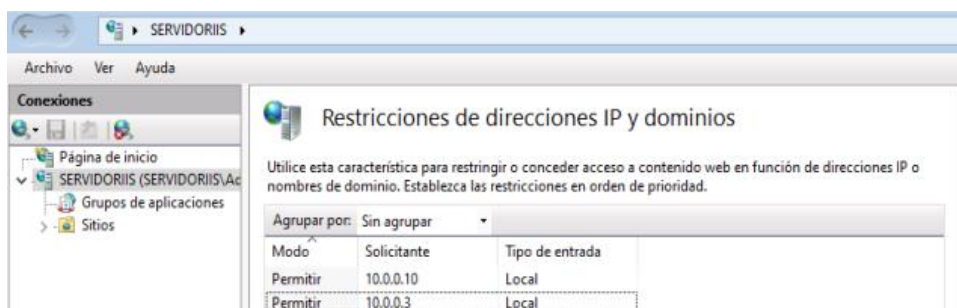 SERVIDORIIS
Archivo Ver Ayuda
Conexiones
Página de inicio
SERVIDORIIS (SERVIDORIIS\Ac
Grupos de aplicaciones
Sitios
Restricciones de direcciones IP y dominios
Utilice esta característica para restringir o conceder acceso a contenido web en función de direcciones IP o
nombres de dominio. Establezca las restricciones en orden de prioridad.
Agrupar por: Sin agrupar
Modo Solicitante Tipo de entrada
Permitir 10.0.0.10 Local
Permitir 10.0.0.3 Local